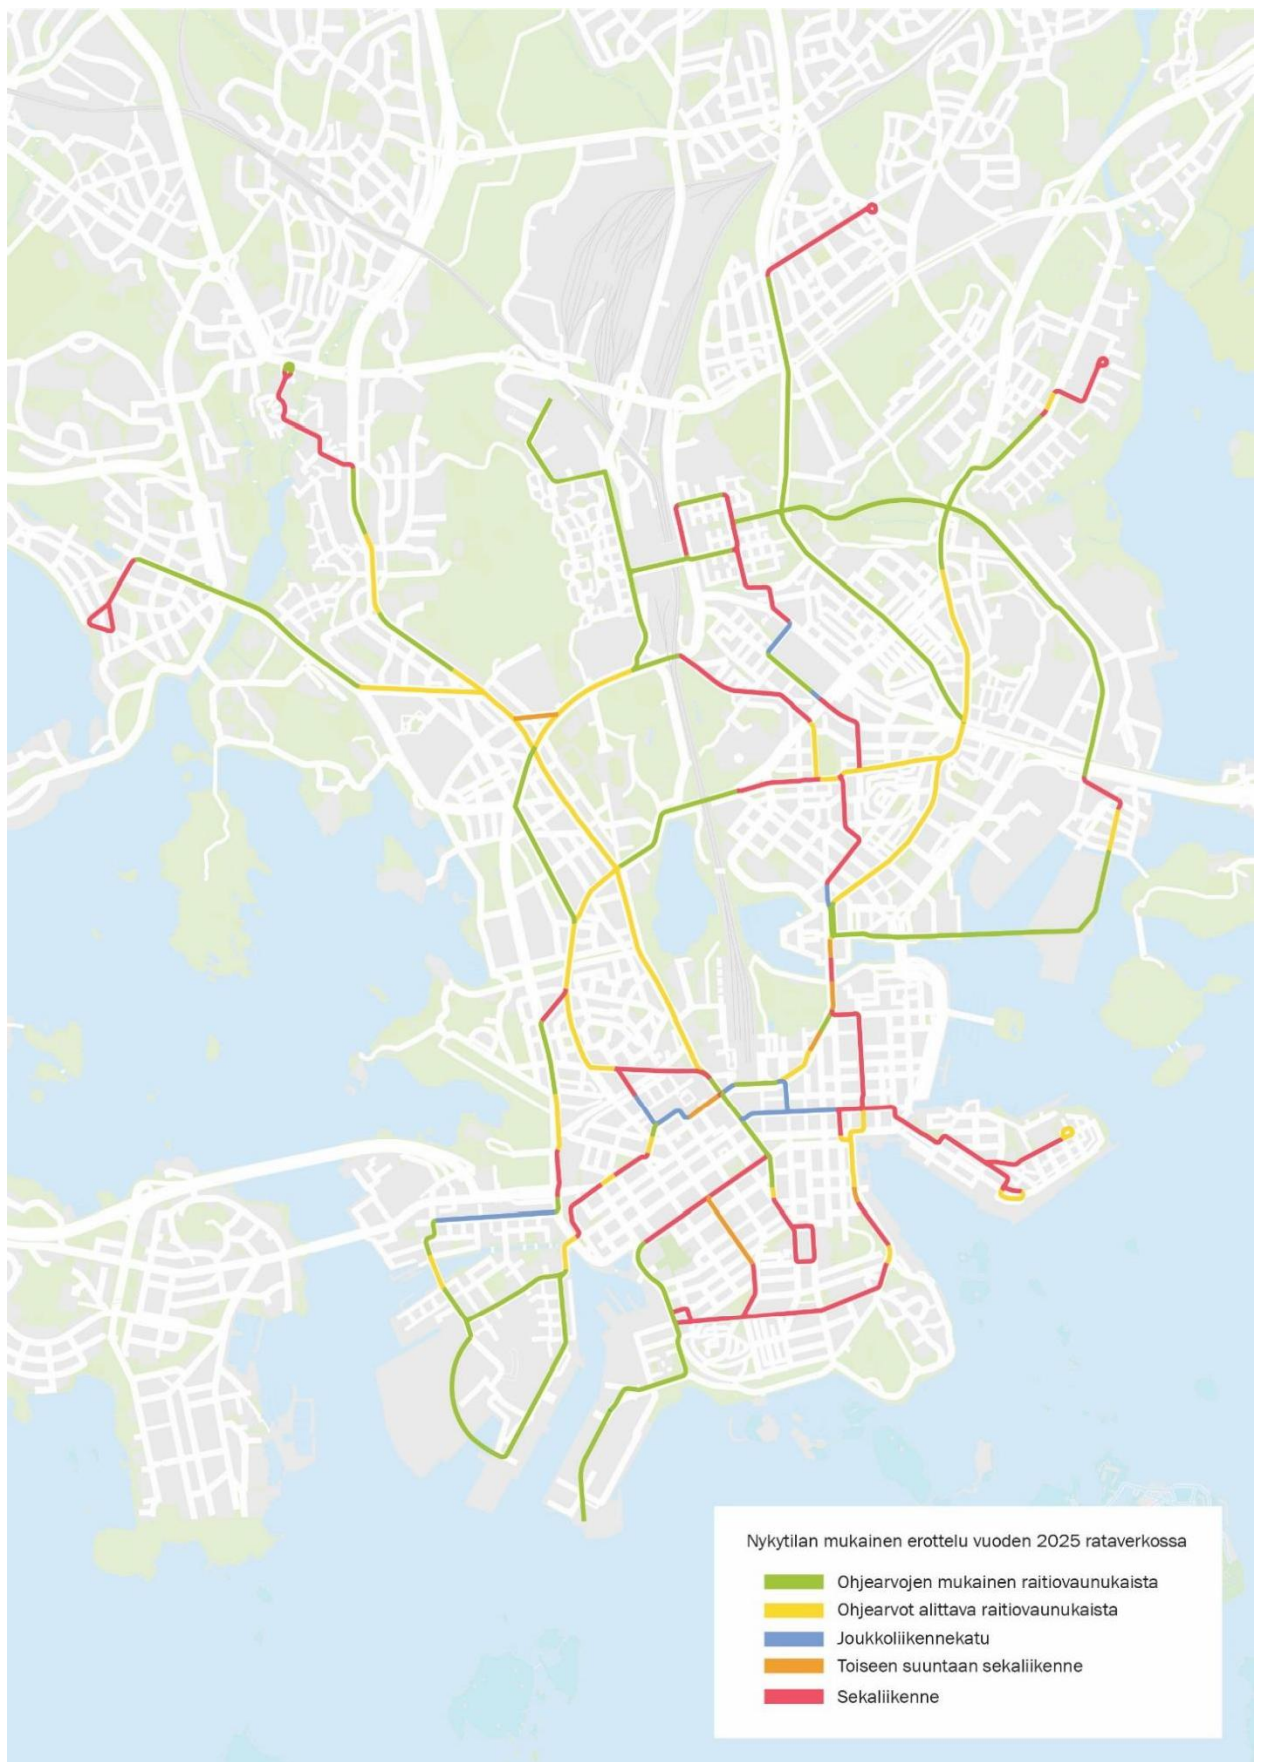 Nykytilan mukainen erottelu vuoden 2025 rataverkossa
Ohjearvojen mukainen raitiovaunukaista
Ohjearvot alittava raitiovaunukaista
Joukkoliikennekatu
Toiseen suuntaan sekaliikenne
Sekaliikenne